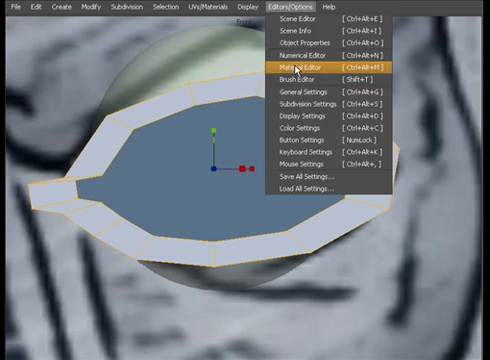 File Edit Create Modify Subdivision Selection UVs/Materials Display Editors/Options Help
Front
Scene Editor [ Ctrl+Alt+E ]
Scene Info [ Ctrl+Alt+I ]
Object Properties [ Ctrl+Alt+O ]
Numerical Editor [ Ctrl+Alt+N ]
Material Editor [ Ctrl+Alt+M ]
Brush Editor [ Shift+T ]
General Settings [ Ctrl+Alt+G ]
Subdivision Settings [ Ctrl+Alt+S ]
Display Settings [ Ctrl+Alt+D ]
Color Settings [ Ctrl+Alt+C ]
Button Settings [ NumLock ]
Keyboard Settings [ Ctrl+Alt+K ]
Mouse Settings [ Ctrl+Alt+, ]
Save All Settings...
Load All Settings...